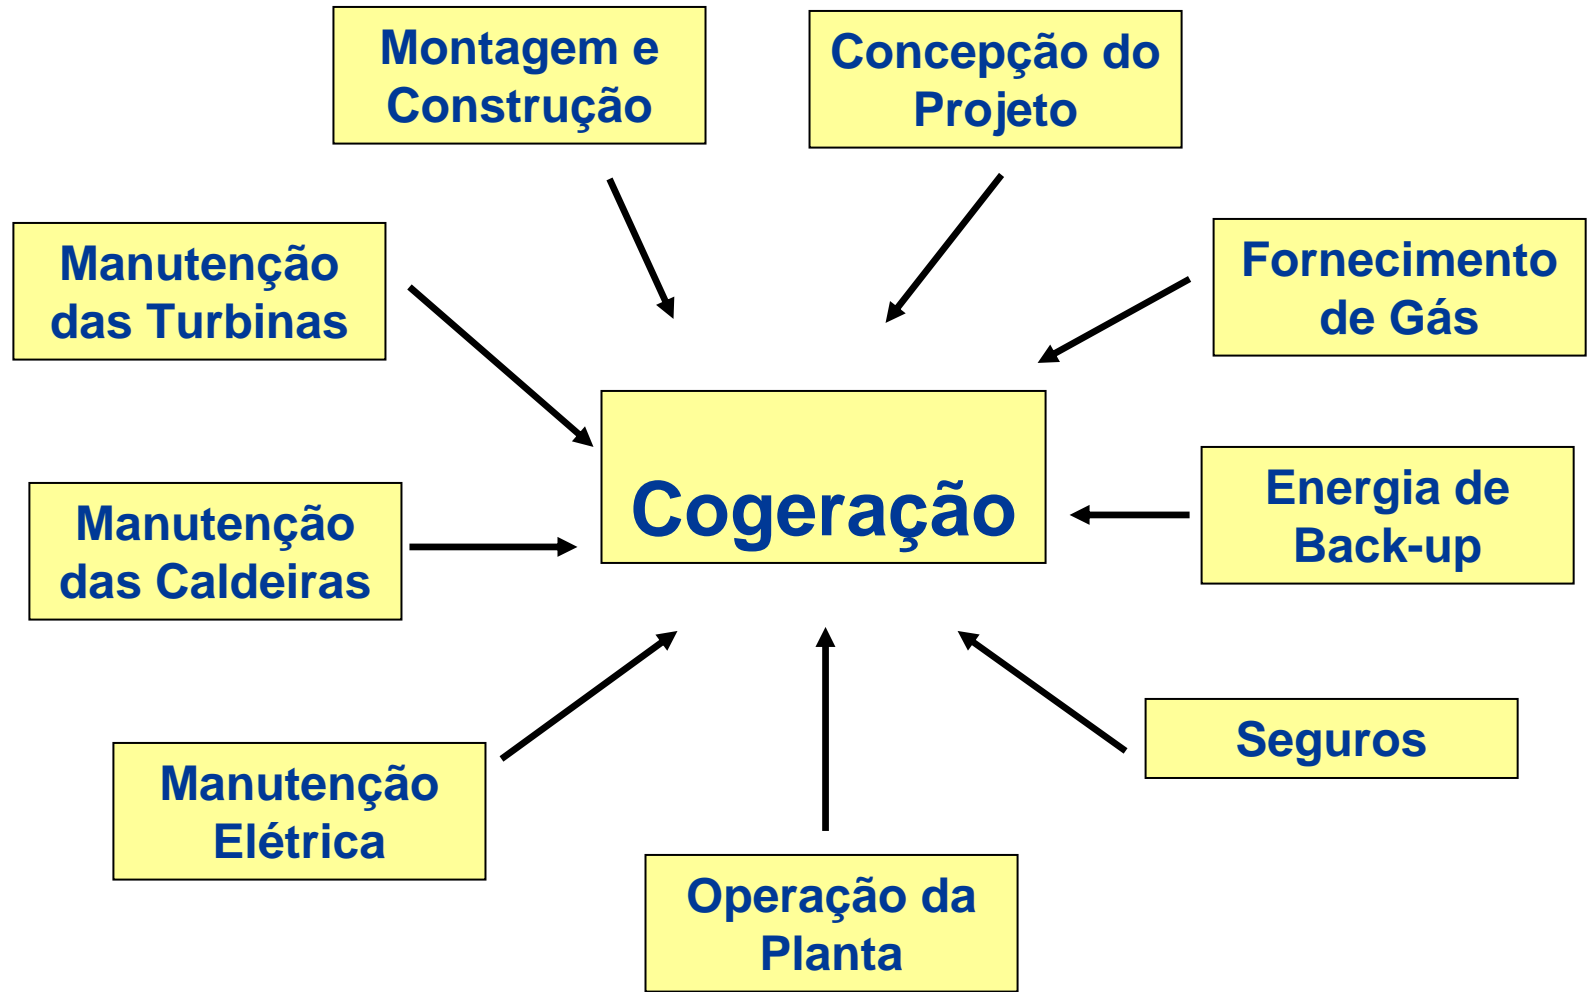 Montagem e
Construção
Concepção do
Projeto
Manutenção
das Turbinas
Fornecimento
de Gás
Cogeração
Energia de
Back-up
Manutenção
das Caldeiras
Seguros
Manutenção
Elétrica
Operação da
Planta